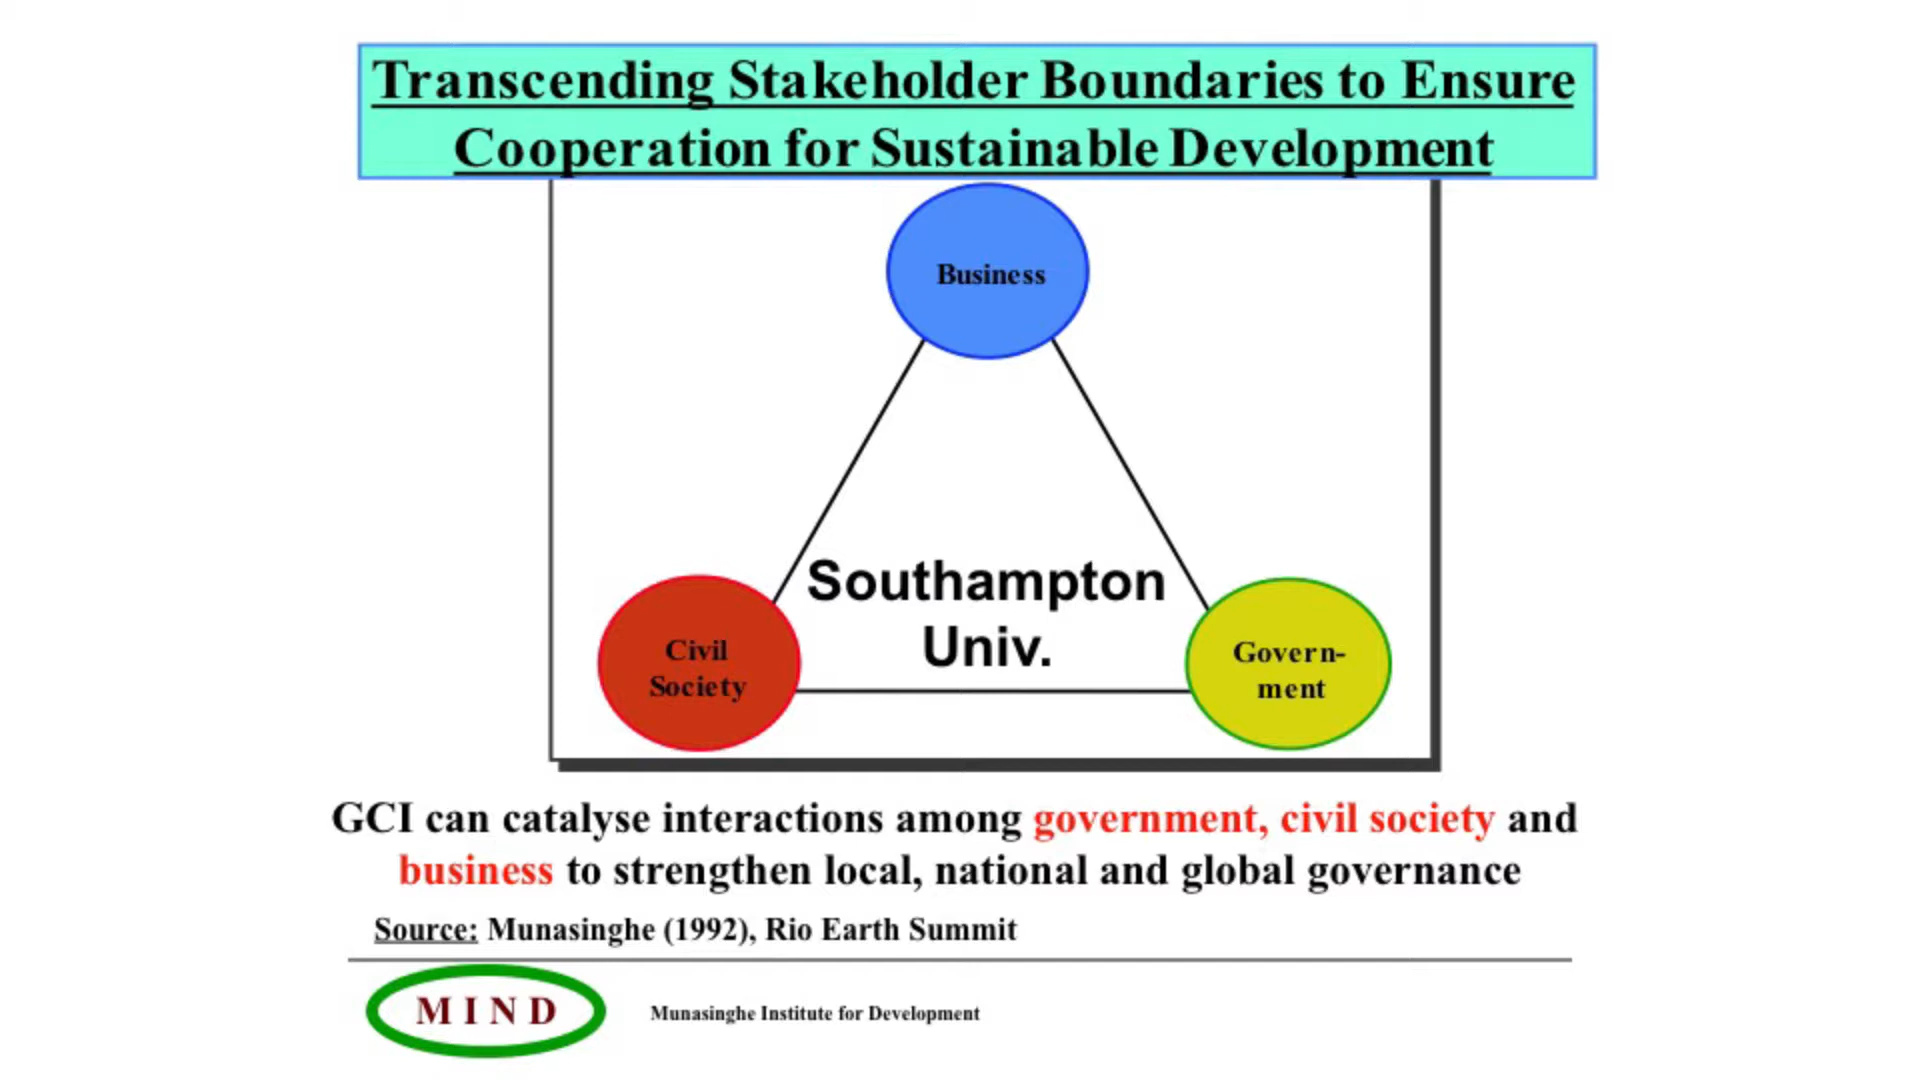 Transcending Stakeholder Boundaries to Ensure
Cooperation for Sustainable Development
Business
Southampton
Univ.
Civil
Society
Govern-
ment
GCI can catalyse interactions among government, civil society and
business to strengthen local, national and global governance
Source: Munasinghe (1992), Rio Earth Summit
M I N D
Munasinghe Institute for Development